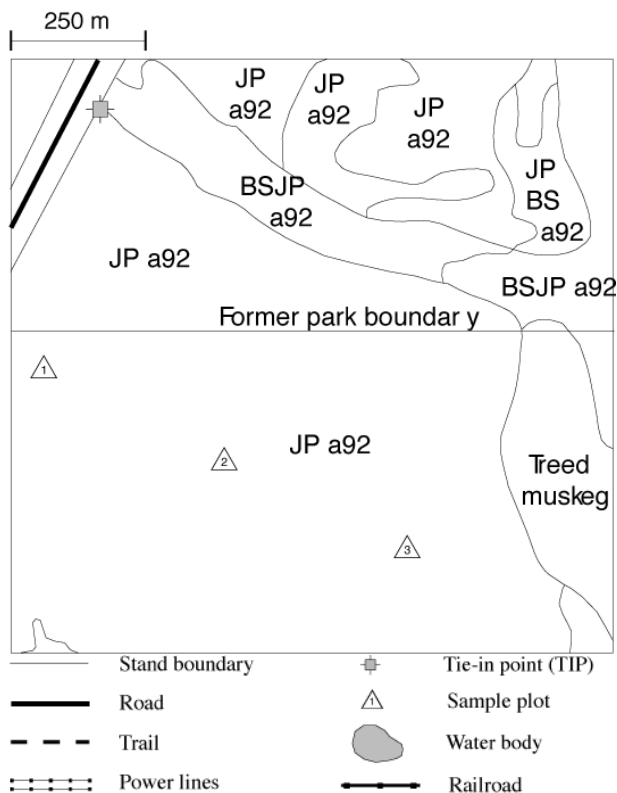 250 m
JP
a92
JP
a92
JP
a92
JP
BS
a92
BSJP
a92
JP a92
BSJP a92
Former park boundar y
1
JP a92
2
Treed
muskeg
3
Stand boundary
Tie-in point (TIP)
Road
1
Sample plot
Trail
Water body
Power lines
Railroad